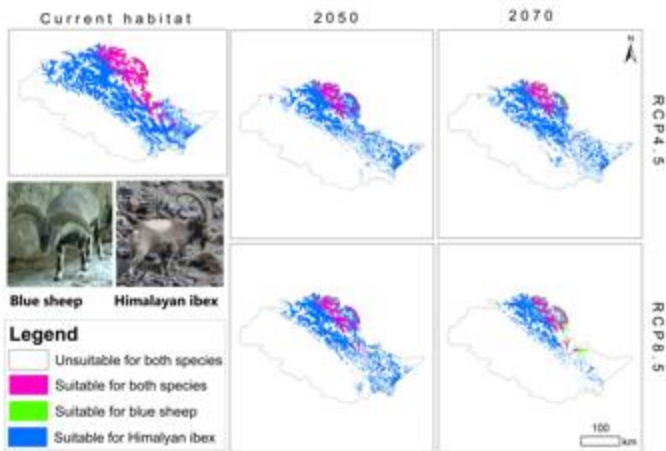 Current habitat
2050
2070
N
RCP4.5
Blue sheep
Himalayan ibex
Legend
Unsuitable for both species
Suitable for both species
Suitable for blue sheep
Suitable for Himalyan ibex
RCP8.5
100
km